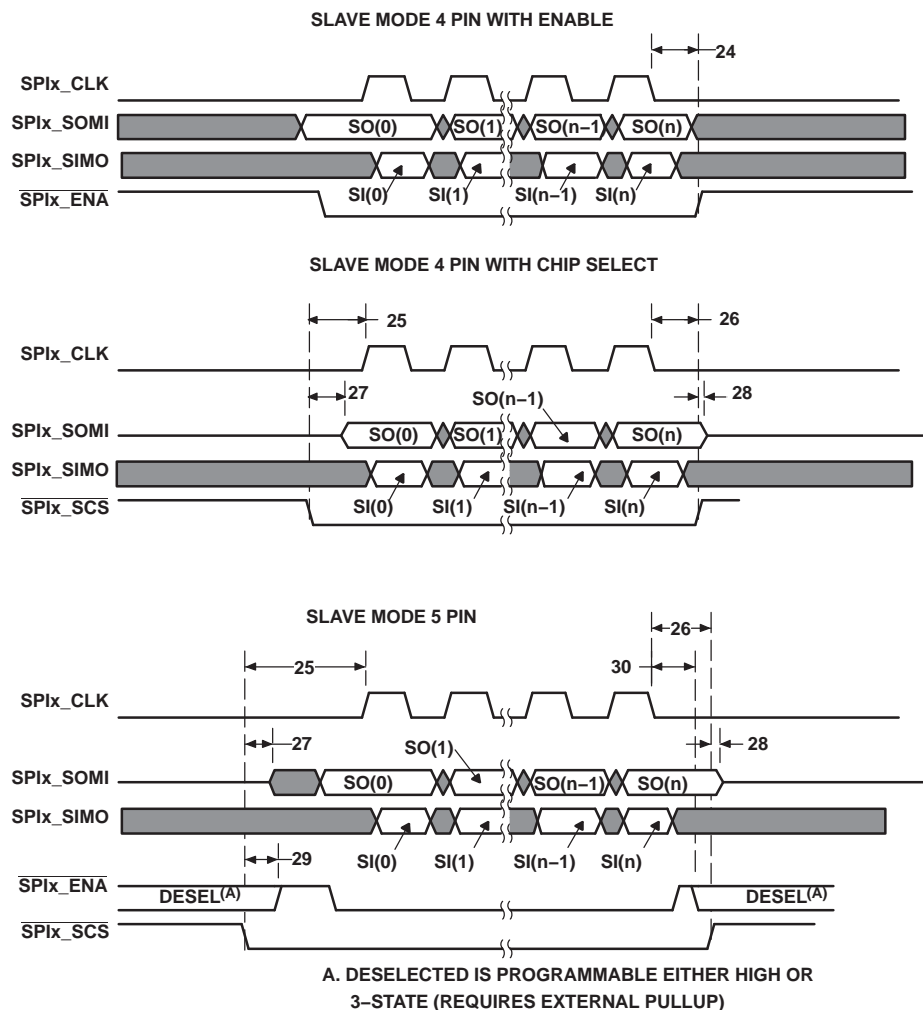 SLAVE MODE 4 PIN WITH ENABLE
24
SPIx_CLK
SPIx_SOMI
SO(0)
SO(1)
SO(n–1
SO(n)
SPIx_SIMO
SPIx_ENA
SI(0)
SI(1)
SI(n–1)
SI(n)
SLAVE MODE 4 PIN WITH CHIP SELECT
25
26
SPIx_CLK
27
SO(n–1)
28
SPIx_SOMI
SO(0)
SO(1)
SO(n)
SPIx_SIMO
SPIx_SCS
SI(0)
SI(1)
SI(n–1)
SI(n)
SLAVE MODE 5 PIN
26
25
30
SPIx_CLK
27
SO(1)
28
SPIx_SOMI
SO(0)
SO(n–1)
SO(n)
SPIx_SIMO
29
SI(0)
SI(1)
SI(n–1)
SI(n)
SPIx_ENA
DESEL(A)
DESEL(A)
SPIx_SCS
A. DESELECTED IS PROGRAMMABLE EITHER HIGH OR
3–STATE (REQUIRES EXTERNAL PULLUP)